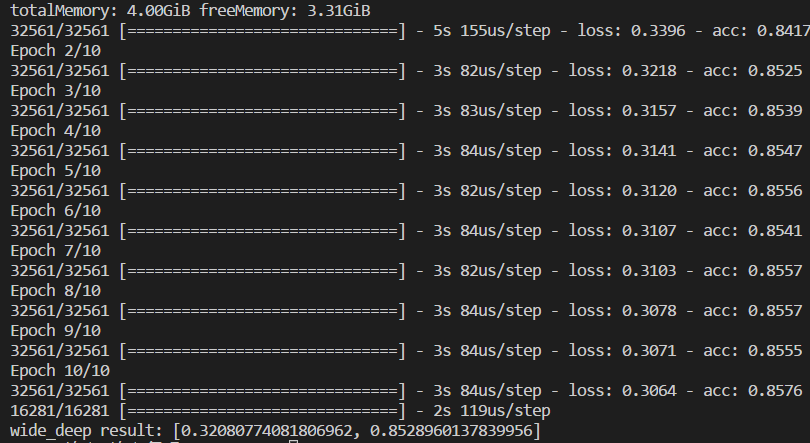 totalMemory: 4.00GiB freeMemory: 3.31GiB
32561/32561 [==============================] - 5s 155us/step - loss: 0.3396 - acc: 0.8417
Epoch 2/10
32561/32561 [==============================] - 3s 82us/step - loss: 0.3218 - acc: 0.8525
Epoch 3/10
32561/32561 [==============================] - 3s 83us/step - loss: 0.3157 - acc: 0.8539
Epoch 4/10
32561/32561 [==============================] - 3s 84us/step - loss: 0.3141 - acc: 0.8547
Epoch 5/10
32561/32561 [==============================] - 3s 82us/step - loss: 0.3120 - acc: 0.8556
Epoch 6/10
32561/32561 [==============================] - 3s 84us/step - loss: 0.3107 - acc: 0.8541
Epoch 7/10
32561/32561 [==============================] - 3s 82us/step - loss: 0.3103 - acc: 0.8557
Epoch 8/10
32561/32561 [==============================] - 3s 84us/step - loss: 0.3078 - acc: 0.8557
Epoch 9/10
32561/32561 [==============================] - 3s 84us/step - loss: 0.3071 - acc: 0.8555
Epoch 10/10
32561/32561 [==============================] - 3s 84us/step - loss: 0.3064 - acc: 0.8576
16281/16281 [==============================] - 2s 119us/step
wide_deep result: [0.32080774081806962, 0.8528960137839956]